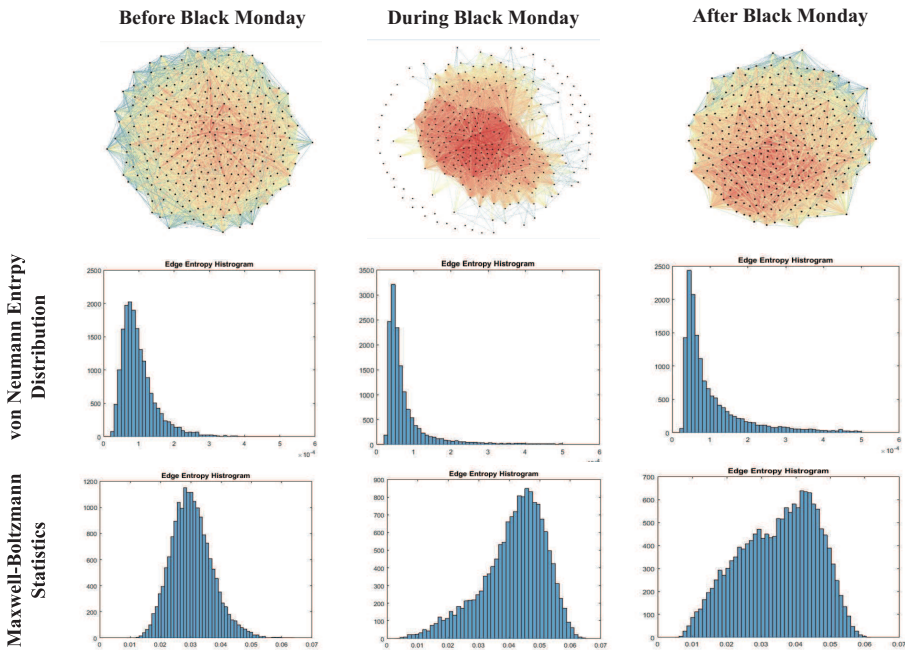 Before Black Monday
During Black Monday
After Black Monday
von Neumann Entrpy
Distribution
Edge Entropy Histrogram
2500
2000
1500
1000
500
0
0 1 2 3 4 5 6
×10⁻⁴
Edge Entropy Histrogram
3500
3000
2500
2000
1500
1000
500
0
0 1 2 3 4 5 6
Edge Entropy Histrogram
2500
2000
1500
1000
500
0
0 1 2 3 4 5 6
×10⁻⁴
Maxwell-Boltzmann
Statistics
Edge Entropy Histrogram
1200
1000
800
600
400
200
0
0 0.01 0.02 0.03 0.04 0.05 0.06 0.07
Edge Entropy Histrogram
900
800
700
600
500
400
300
200
100
0
0 0.01 0.02 0.03 0.04 0.05 0.06 0.07
Edge Entropy Histrogram
700
600
500
400
300
200
100
0
0 0.01 0.02 0.03 0.04 0.05 0.06 0.07